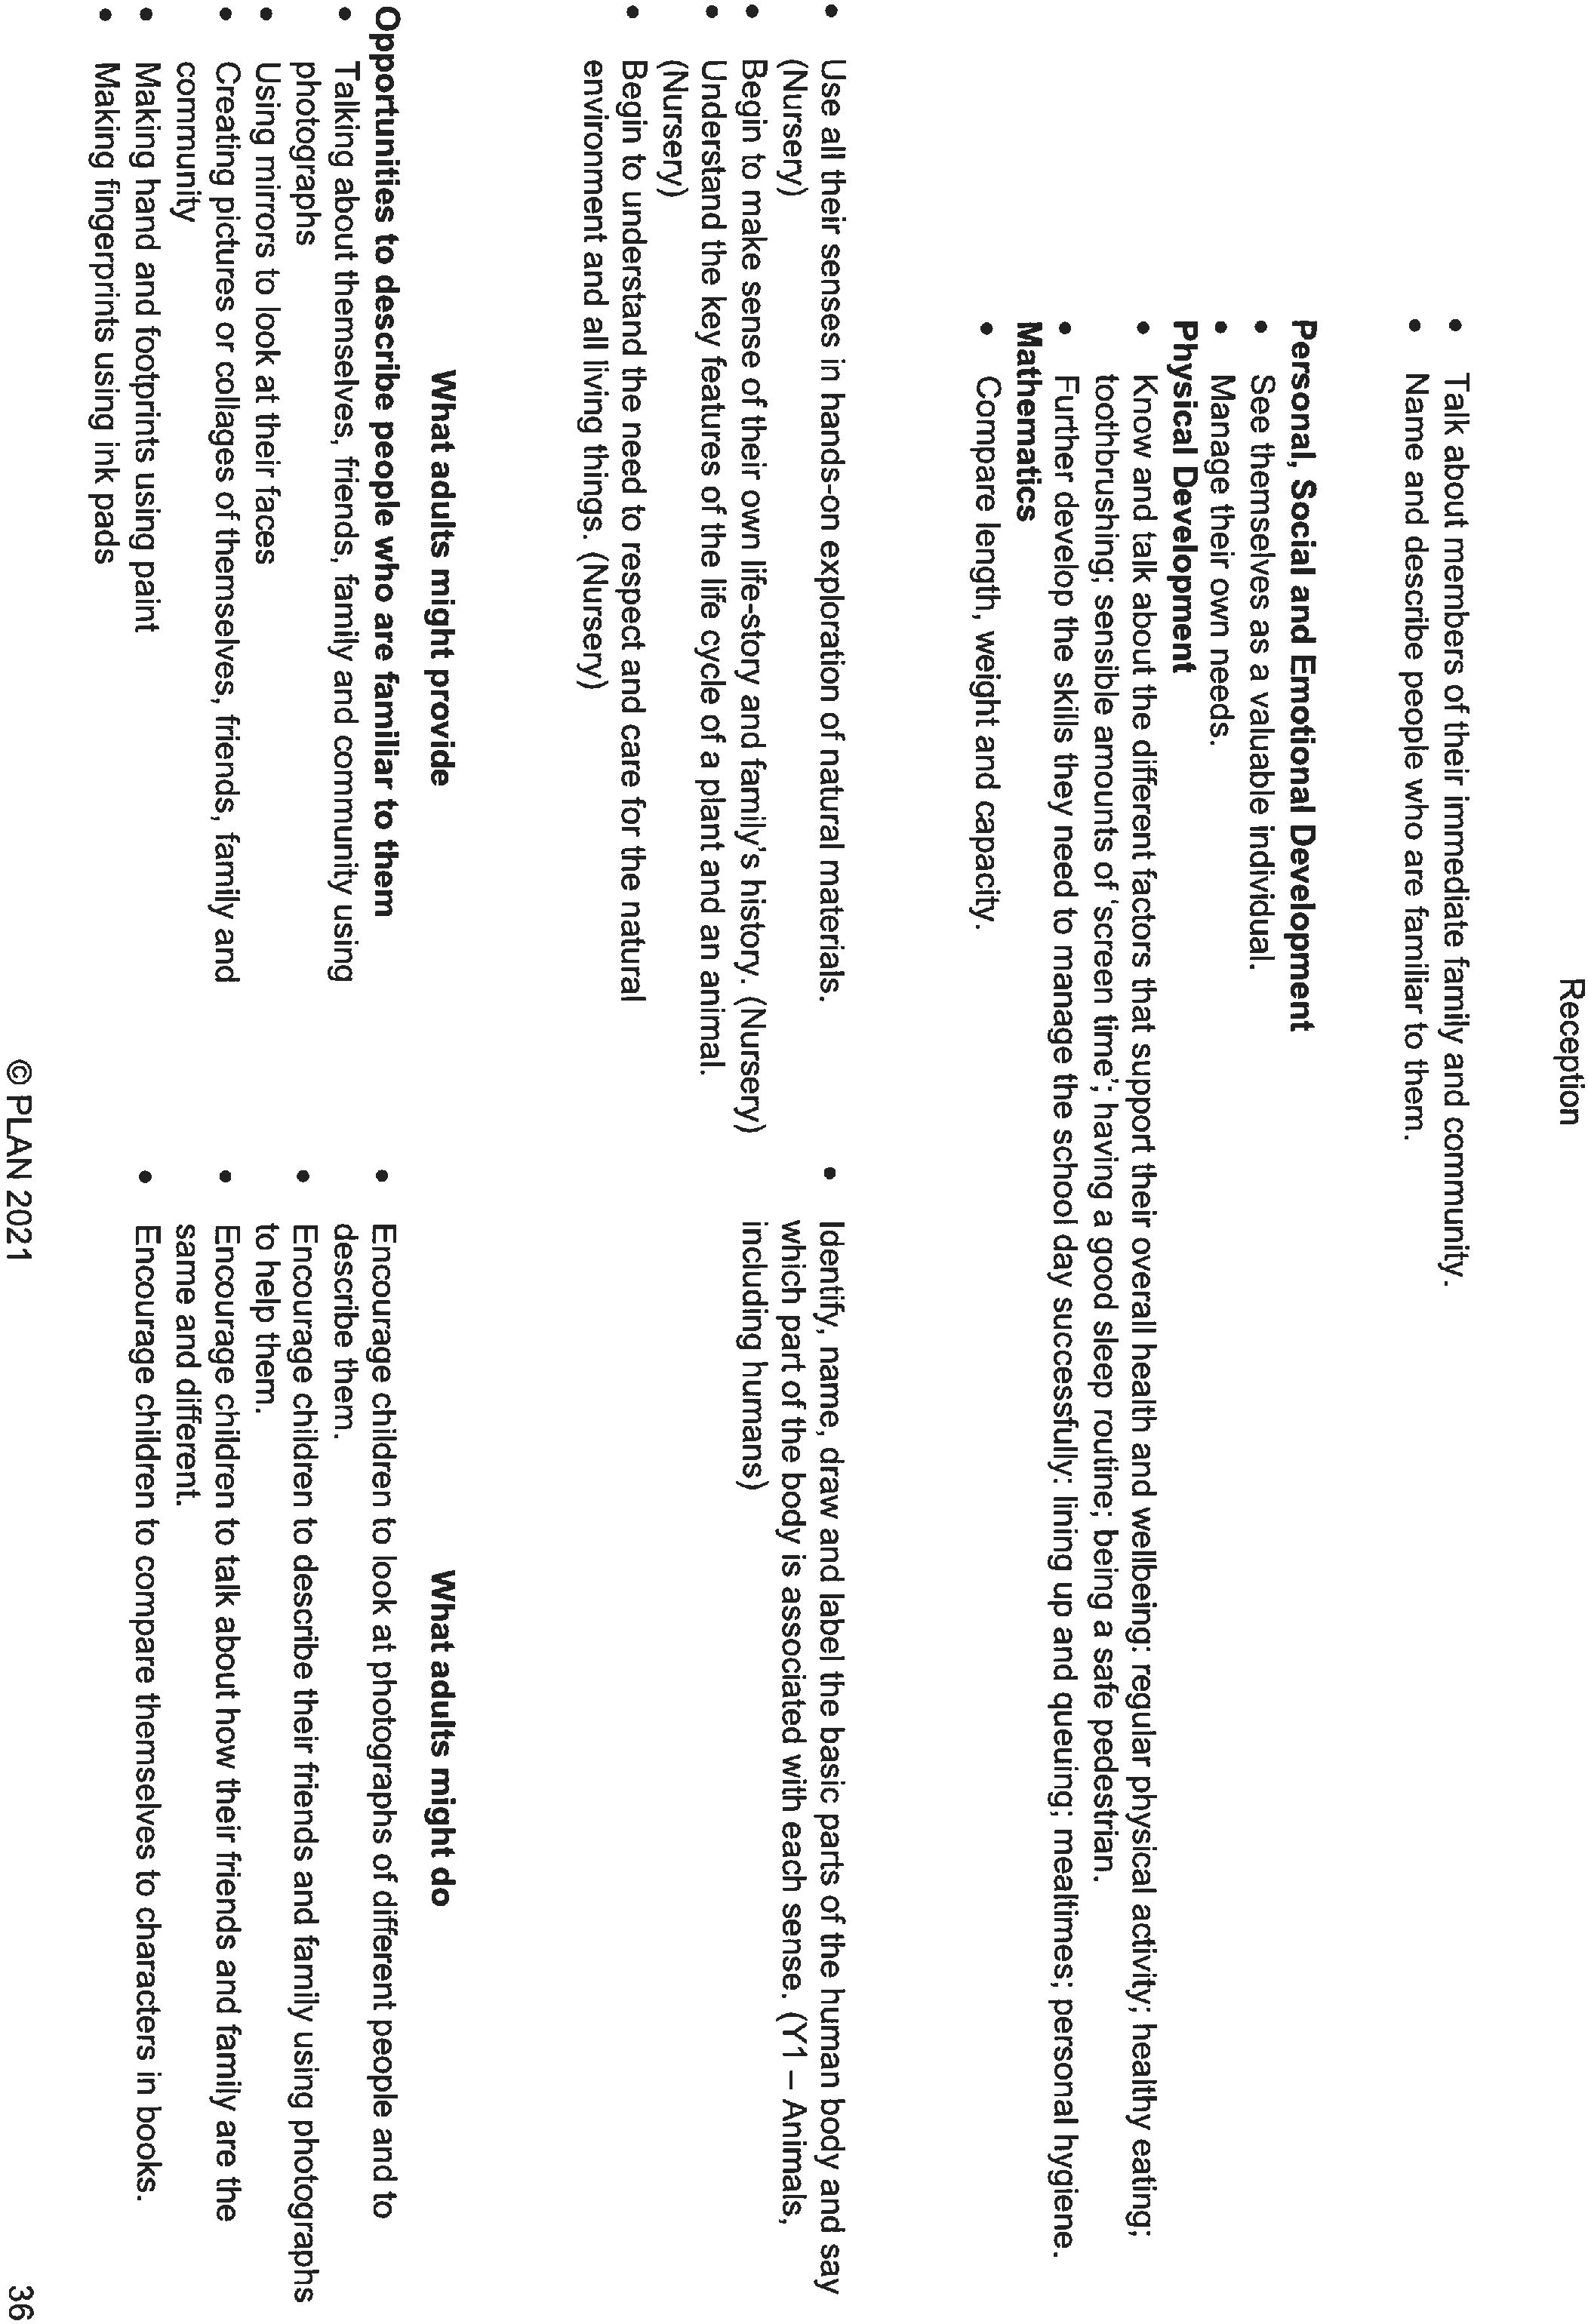 Reception
• Talk about members of their immediate family and community.
• Name and describe people who are familiar to them.
Personal, Social and Emotional Development
• See themselves as a valuable individual.
• Manage their own needs.
Physical Development
• Know and talk about the different factors that support their overall health and wellbeing: regular physical activity; healthy eating;
toothbrushing; sensible amounts of ‘screen time’; having a good sleep routine; being a safe pedestrian.
• Further develop the skills they need to manage the school day successfully: lining up and queuing; mealtimes; personal hygiene.
Mathematics
• Compare length, weight and capacity.
• Use all their senses in hands-on exploration of natural materials.
(Nursery)
• Begin to make sense of their own life-story and family’s history. (Nursery)
• Understand the key features of the life cycle of a plant and an animal.
(Nursery)
• Begin to understand the need to respect and care for the natural
environment and all living things. (Nursery)
• Identify, name, draw and label the basic parts of the human body and say
which part of the body is associated with each sense. (Y1 – Animals,
including humans)
What adults might provide
Opportunities to describe people who are familiar to them
• Talking about themselves, friends, family and community using
photographs
• Using mirrors to look at their faces
• Creating pictures or collages of themselves, friends, family and
community
• Making hand and footprints using paint
• Making fingerprints using ink pads
What adults might do
• Encourage children to look at photographs of different people and to
describe them.
• Encourage children to describe their friends and family using photographs
to help them.
• Encourage children to talk about how their friends and family are the
same and different.
• Encourage children to compare themselves to characters in books.
© PLAN 2021
36